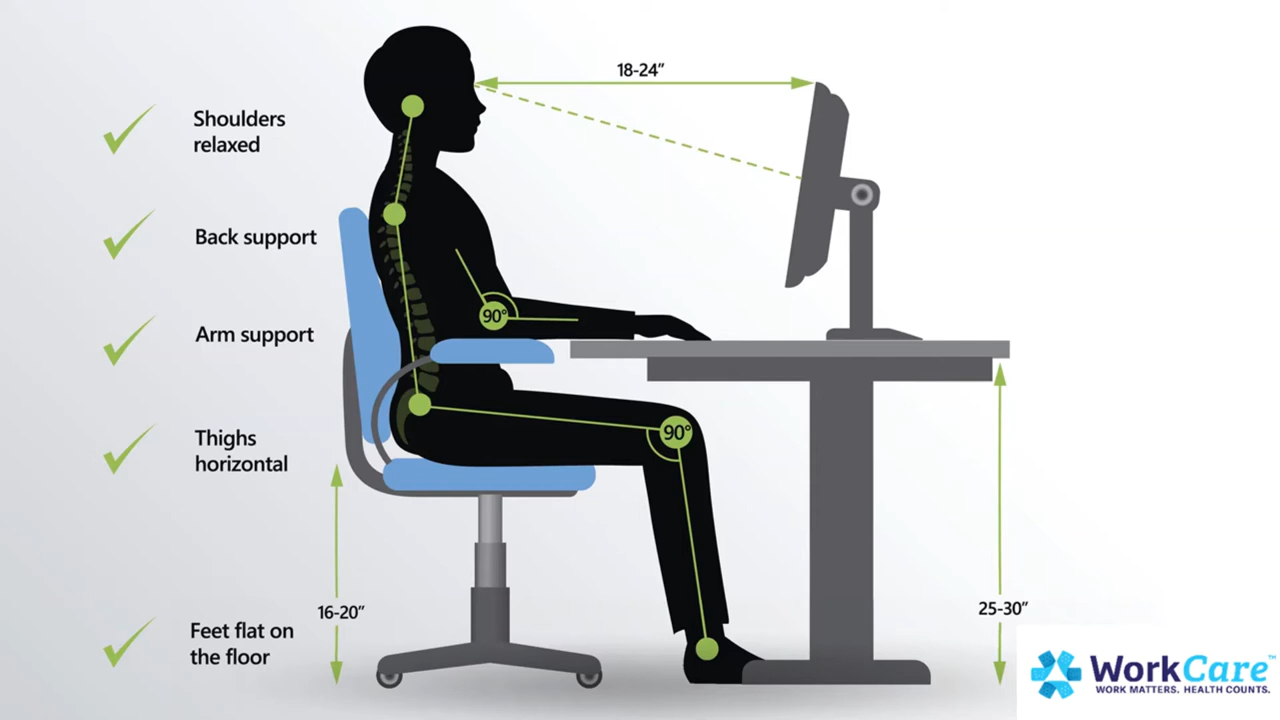 18-24”
Shoulders
relaxed
Back support
90°
Arm support
Thighs
horizontal
90°
16-20”
25-30”
Feet flat on
the floor
WorkCare™
WORK MATTERS. HEALTH COUNTS.